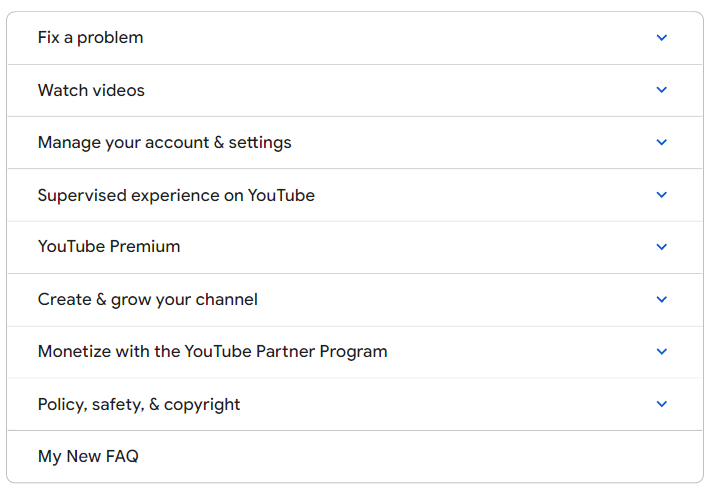 Fix a problem
Watch videos
Manage your account & settings
Supervised experience on YouTube
YouTube Premium
Create & grow your channel
Monetize with the YouTube Partner Program
Policy, safety, & copyright
My New FAQ